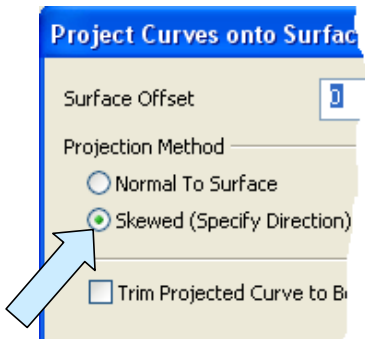 Project Curves onto Surfac
Surface Offset 0
Projection Method
Normal To Surface
Skewed (Specify Direction)
Trim Projected Curve to B